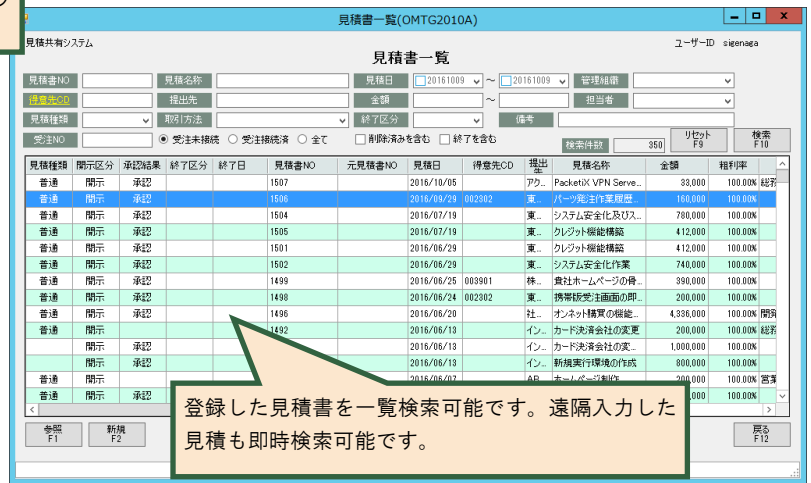 見積書一覧(OMTG2010A)
見積共有システム
ユーザーID sigenaga
見積書一覧
見積書NO 見積名称 見積日 20161009 ～ 20161009 管理組織
得意先CD 提出先 金額 ～ 担当者
見積種類 取引方法 終了区分 備考
受注NO 受注未接続 受注接続済 全て 削除済みを含む 終了を含む 検索件数 350 リセット F9 検索 F10
見積種類 開示区分 承認結果 終了区分 終了日 見積書NO 元見積書NO 見積日 得意先CD 提出先 見積名称 金額 粗利率
普通 開示 承認 1507 2016/10/05 アク... PacketiX VPN Serve... 33,000 100.00% 総務
普通 開示 承認 1506 2016/09/29 002302 東... パーツ発注作業履歴... 160,000 100.00%
普通 開示 承認 1504 2016/07/19 東... システム安全化及びス... 780,000 100.00%
普通 開示 承認 1505 2016/07/19 東... クレジット機能構築 412,000 100.00%
普通 開示 承認 1501 2016/06/29 東... クレジット機能構築 412,000 100.00%
普通 開示 承認 1502 2016/06/29 東... システム安全化作業 740,000 100.00%
普通 開示 承認 1499 2016/06/25 003901 株... 貴社ホームページの骨... 390,000 100.00%
普通 開示 承認 1498 2016/06/24 002302 東... 携帯版受注画面の即... 200,000 100.00%
普通 開示 承認 1496 2016/06/20 社... オンネット購買の機能... 4,336,000 100.00% 開発
普通 開示 承認 1492 2016/06/13 イン... カード決済会社の変更 200,000 100.00% 総務
開示 承認 2016/06/13 イン... カード決済会社の変... 1,000,000 100.00%
開示 承認 2016/06/13 イン... 新規実行環境の作成 800,000 100.00%
普通 開示 2016/06/07 AB... ホームページ制作 200,000 100.00% 営業
普通 開示 承認 000 100.00%
登録した見積書を一覧検索可能です。遠隔入力した
見積も即時検索可能です。
参照 F1 新規 F2 戻る F12